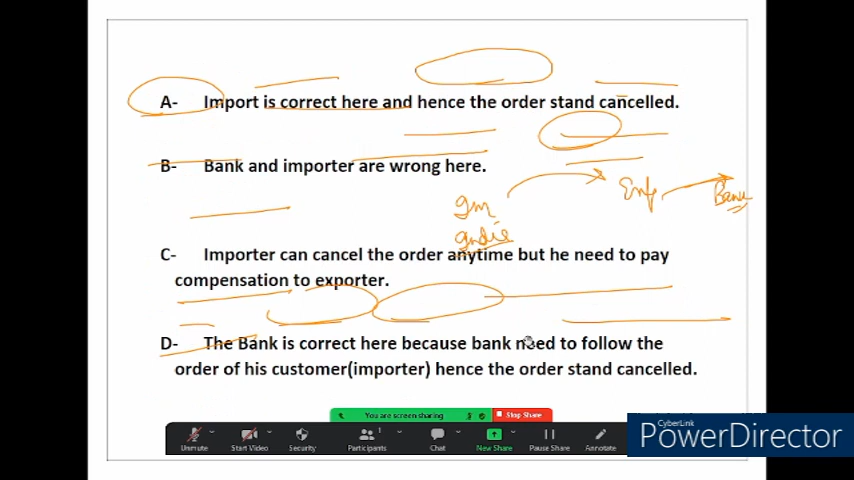 A- Import is correct here and hence the order stand cancelled.
B- Bank and importer are wrong here.
Bank
C- Importer can cancel the order anytime but he need to pay
compensation to exporter.
D- The Bank is correct here because bank need to follow the
order of his customer(importer) hence the order stand cancelled.
You are screen sharing
Stop Share
Unmute
Start Video
Security
1
Participants
Chat
New Share
Pause Share
Annotate
CyberLink
PowerDirector